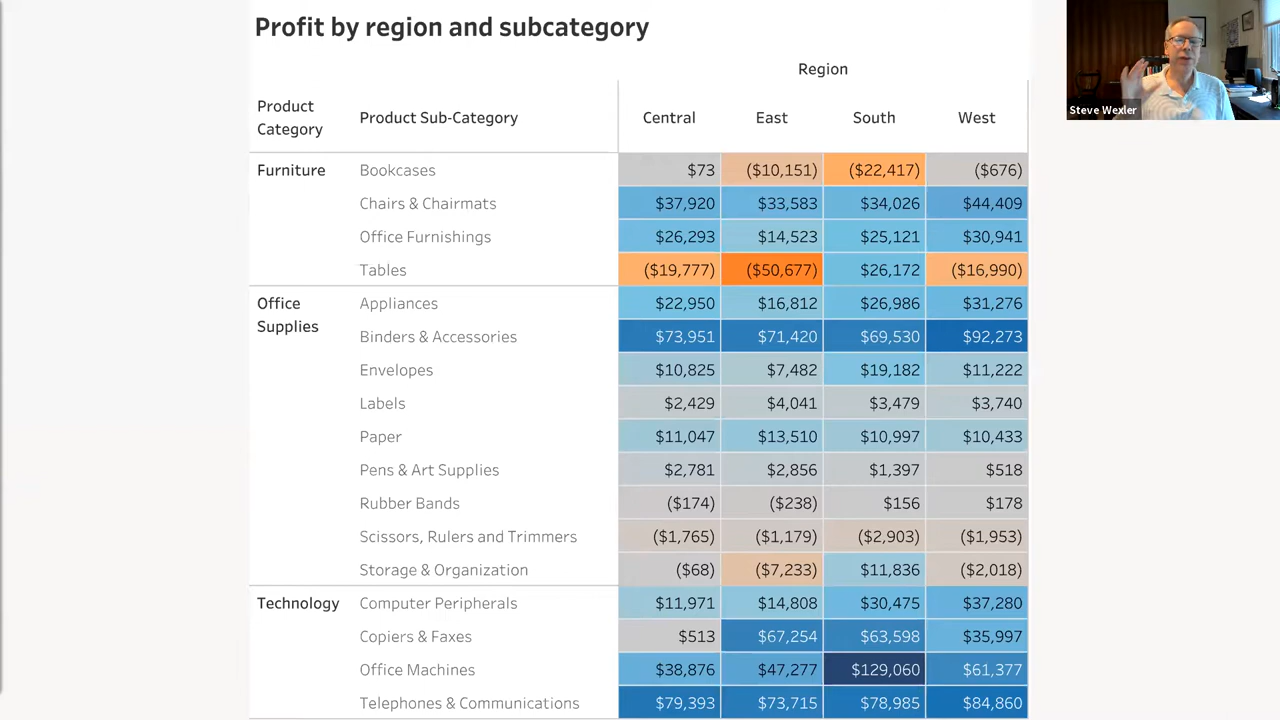 Profit by region and subcategory
Steve Wexler
Region
Product Category
Product Sub-Category
Central East South West
Furniture Bookcases $73 ($10,151) ($22,417) ($676)
Chairs & Chairmats $37,920 $33,583 $34,026 $44,409
Office Furnishings $26,293 $14,523 $25,121 $30,941
Tables ($19,777) ($50,677) $26,172 ($16,990)
Office Supplies Appliances $22,950 $16,812 $26,986 $31,276
Binders & Accessories $73,951 $71,420 $69,530 $92,273
Envelopes $10,825 $7,482 $19,182 $11,222
Labels $2,429 $4,041 $3,479 $3,740
Paper $11,047 $13,510 $10,997 $10,433
Pens & Art Supplies $2,781 $2,856 $1,397 $518
Rubber Bands ($174) ($238) $156 $178
Scissors, Rulers and Trimmers ($1,765) ($1,179) ($2,903) ($1,953)
Storage & Organization ($68) ($7,233) $11,836 ($2,018)
Technology Computer Peripherals $11,971 $14,808 $30,475 $37,280
Copiers & Faxes $513 $67,254 $63,598 $35,997
Office Machines $38,876 $47,277 $129,060 $61,377
Telephones & Communications $79,393 $73,715 $78,985 $84,860